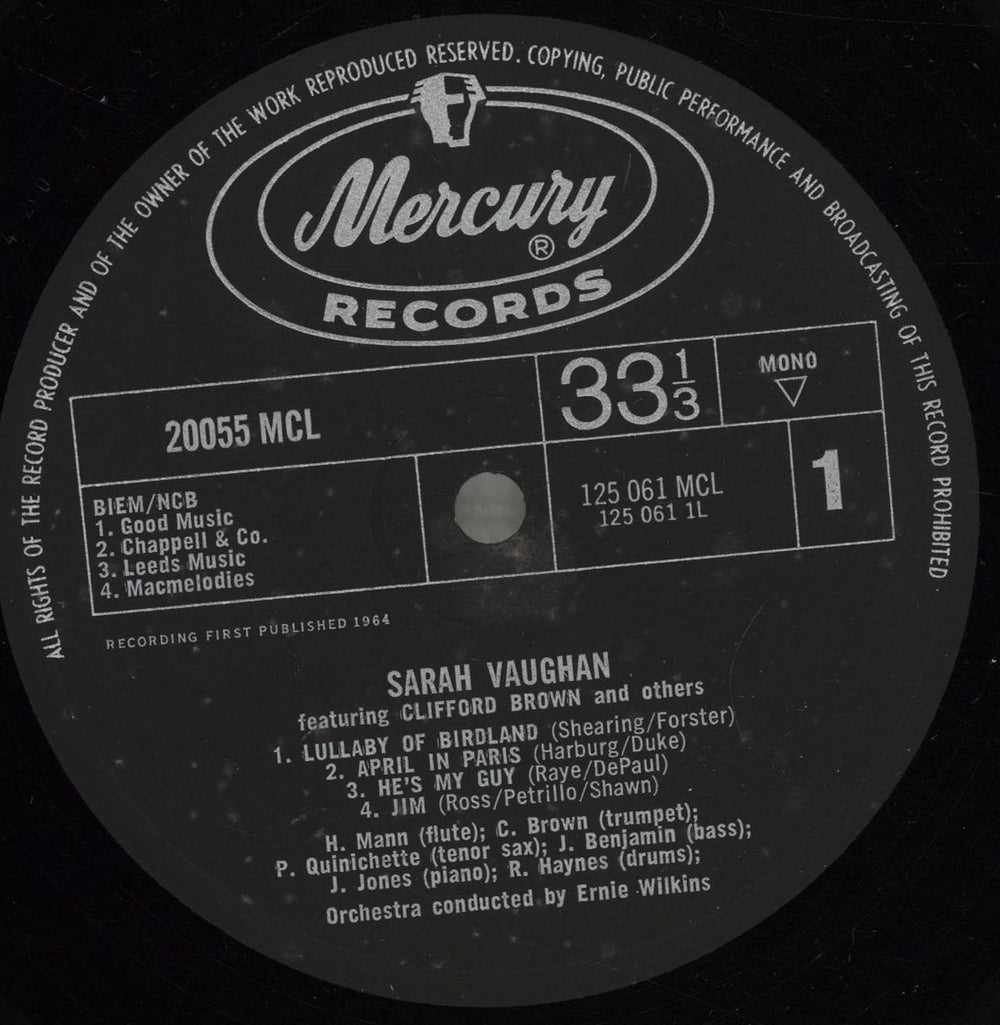 ALL RIGHTS OF THE RECORD PRODUCER AND OF THE OWNER OF THE WORK REPRODUCED RESERVED. COPYING, PUBLIC PERFORMANCE AND BROADCASTING OF THIS RECORD PROHIBITED
Mercury
®
RECORDS
20055 MCL
33 1/3
MONO
BIEM/NCB
1. Good Music
2. Chappell & Co.
3. Leeds Music
4. Macmelodies
125 061 MCL
125 061 1L
1
RECORDING FIRST PUBLISHED 1964
SARAH VAUGHAN
featuring CLIFFORD BROWN and others
1. LULLABY OF BIRDLAND (Shearing/Forster)
2. APRIL IN PARIS (Harburg/Duke)
3. HE'S MY GUY (Raye/DePaul)
4. JIM (Ross/Petrillo/Shawn)
H. Mann (flute); C. Brown (trumpet);
P. Quinichette (tenor sax); J. Benjamin (bass);
J. Jones (piano); R. Haynes (drums);
Orchestra conducted by Ernie Wilkins